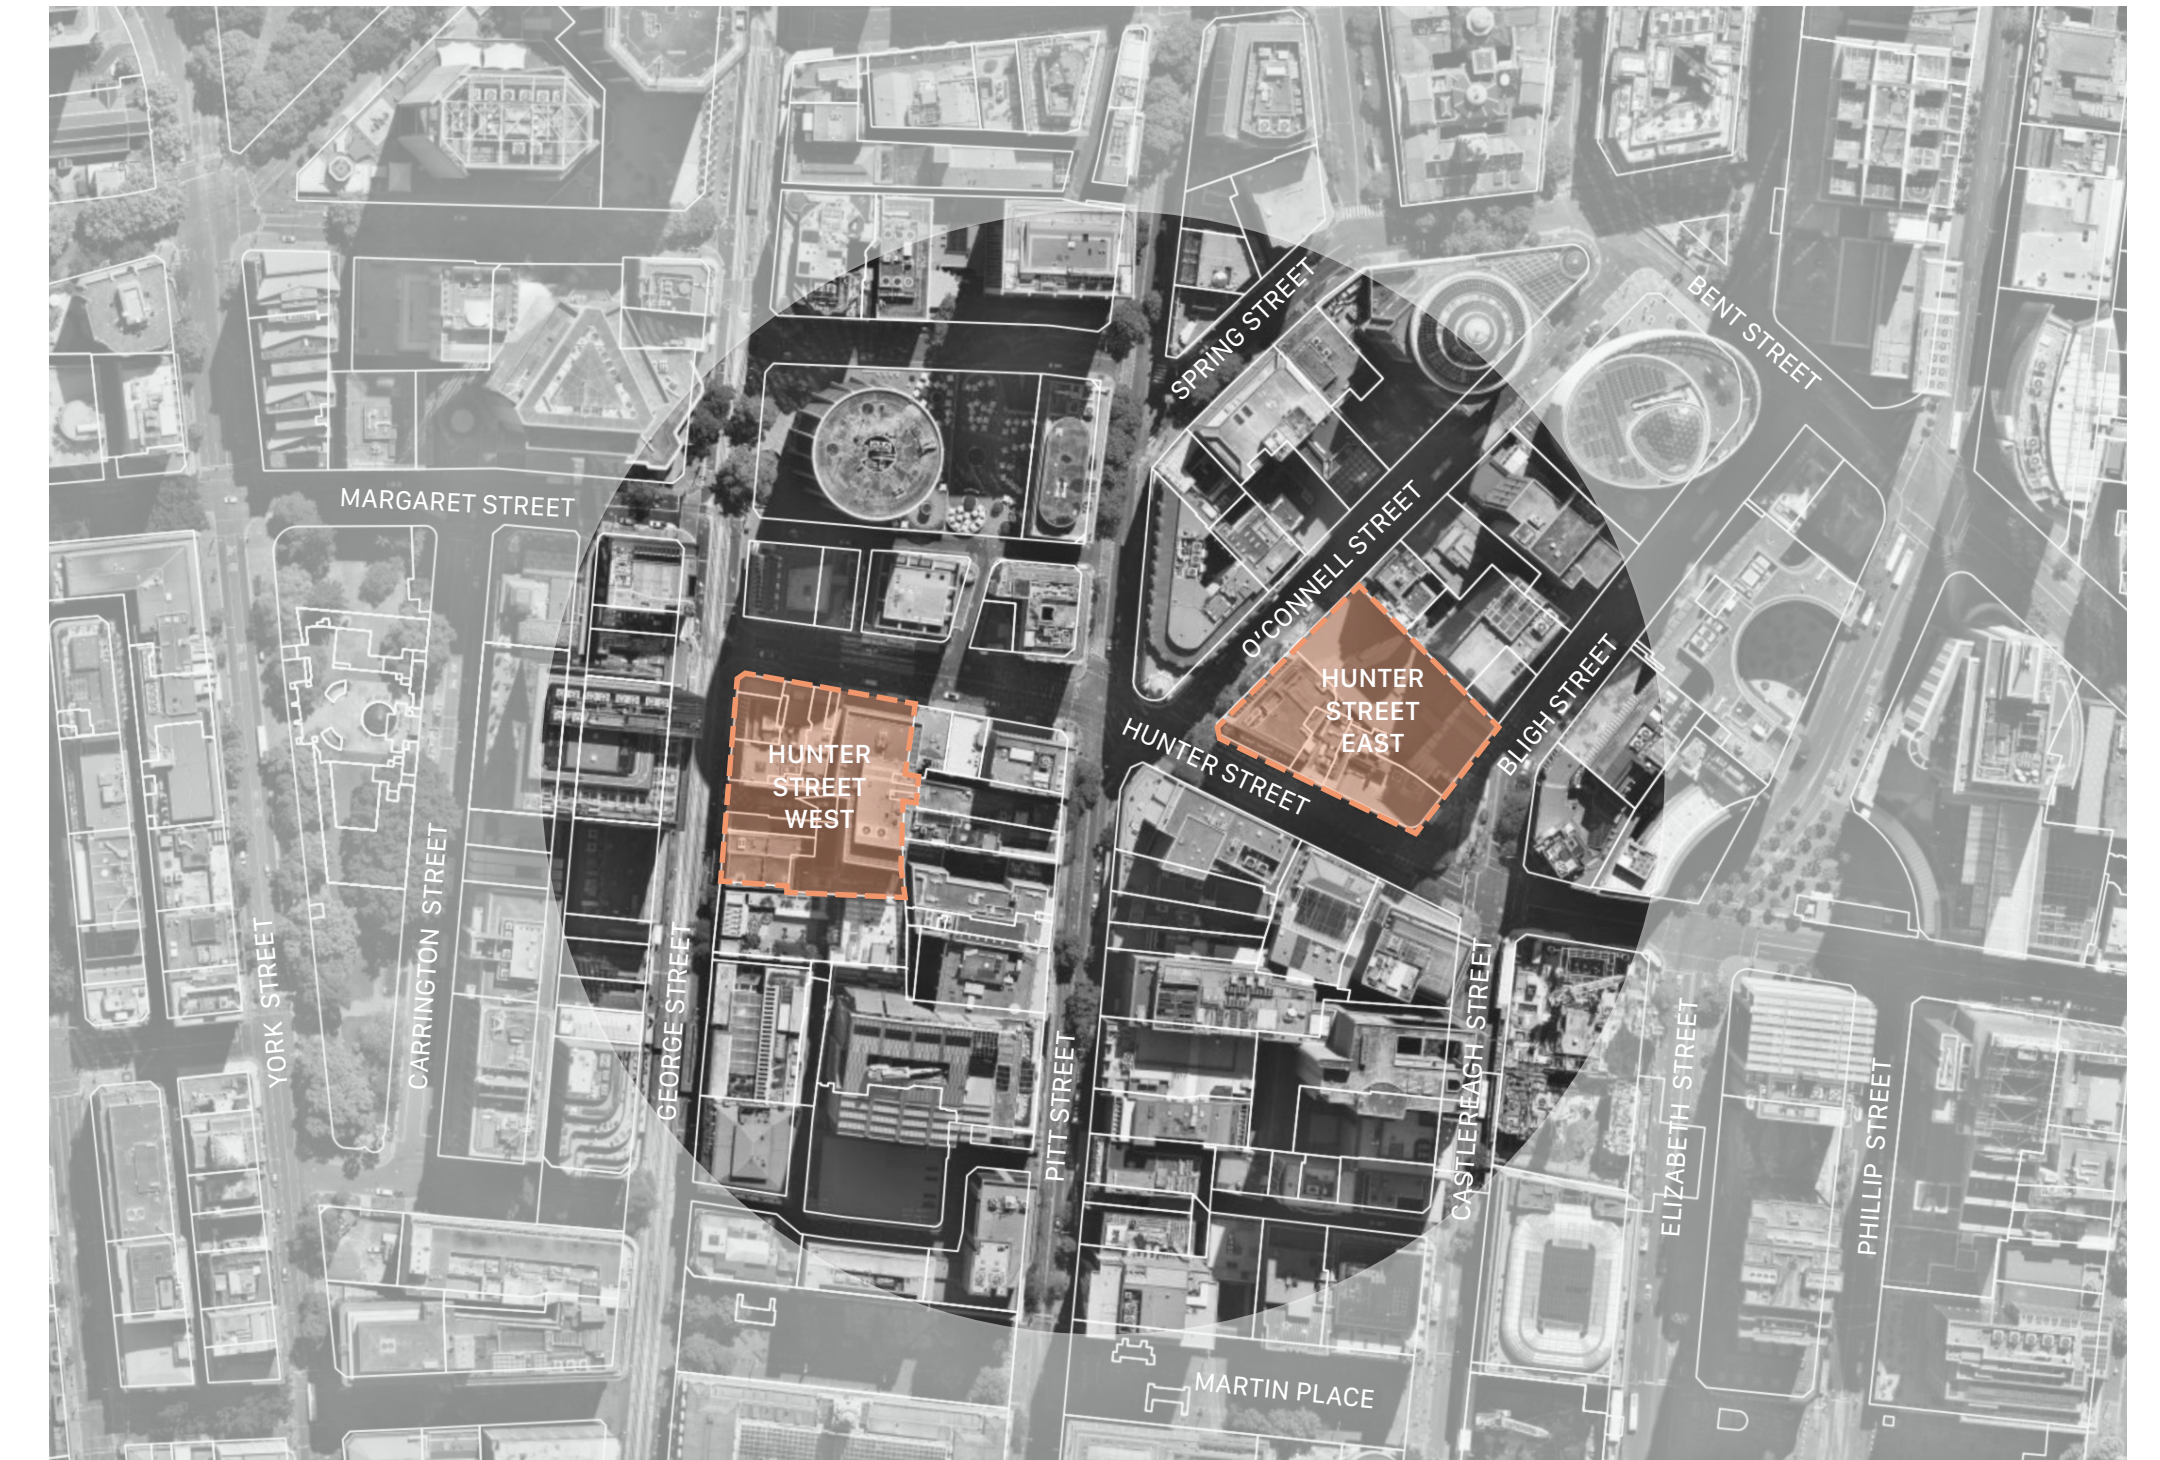 SPRING STREET
BENT STREET
MARGARET STREET
O'CONNELL STREET
HUNTER
STREET
EAST
BLIGH STREET
HUNTER STREET
HUNTER
STREET
WEST
CARRINGTON STREET
YORK STREET
GEORGE STREET
PITT STREET
CASTLEREAGH STREET
ELIZABETH STREET
PHILLIP STREET
MARTIN PLACE